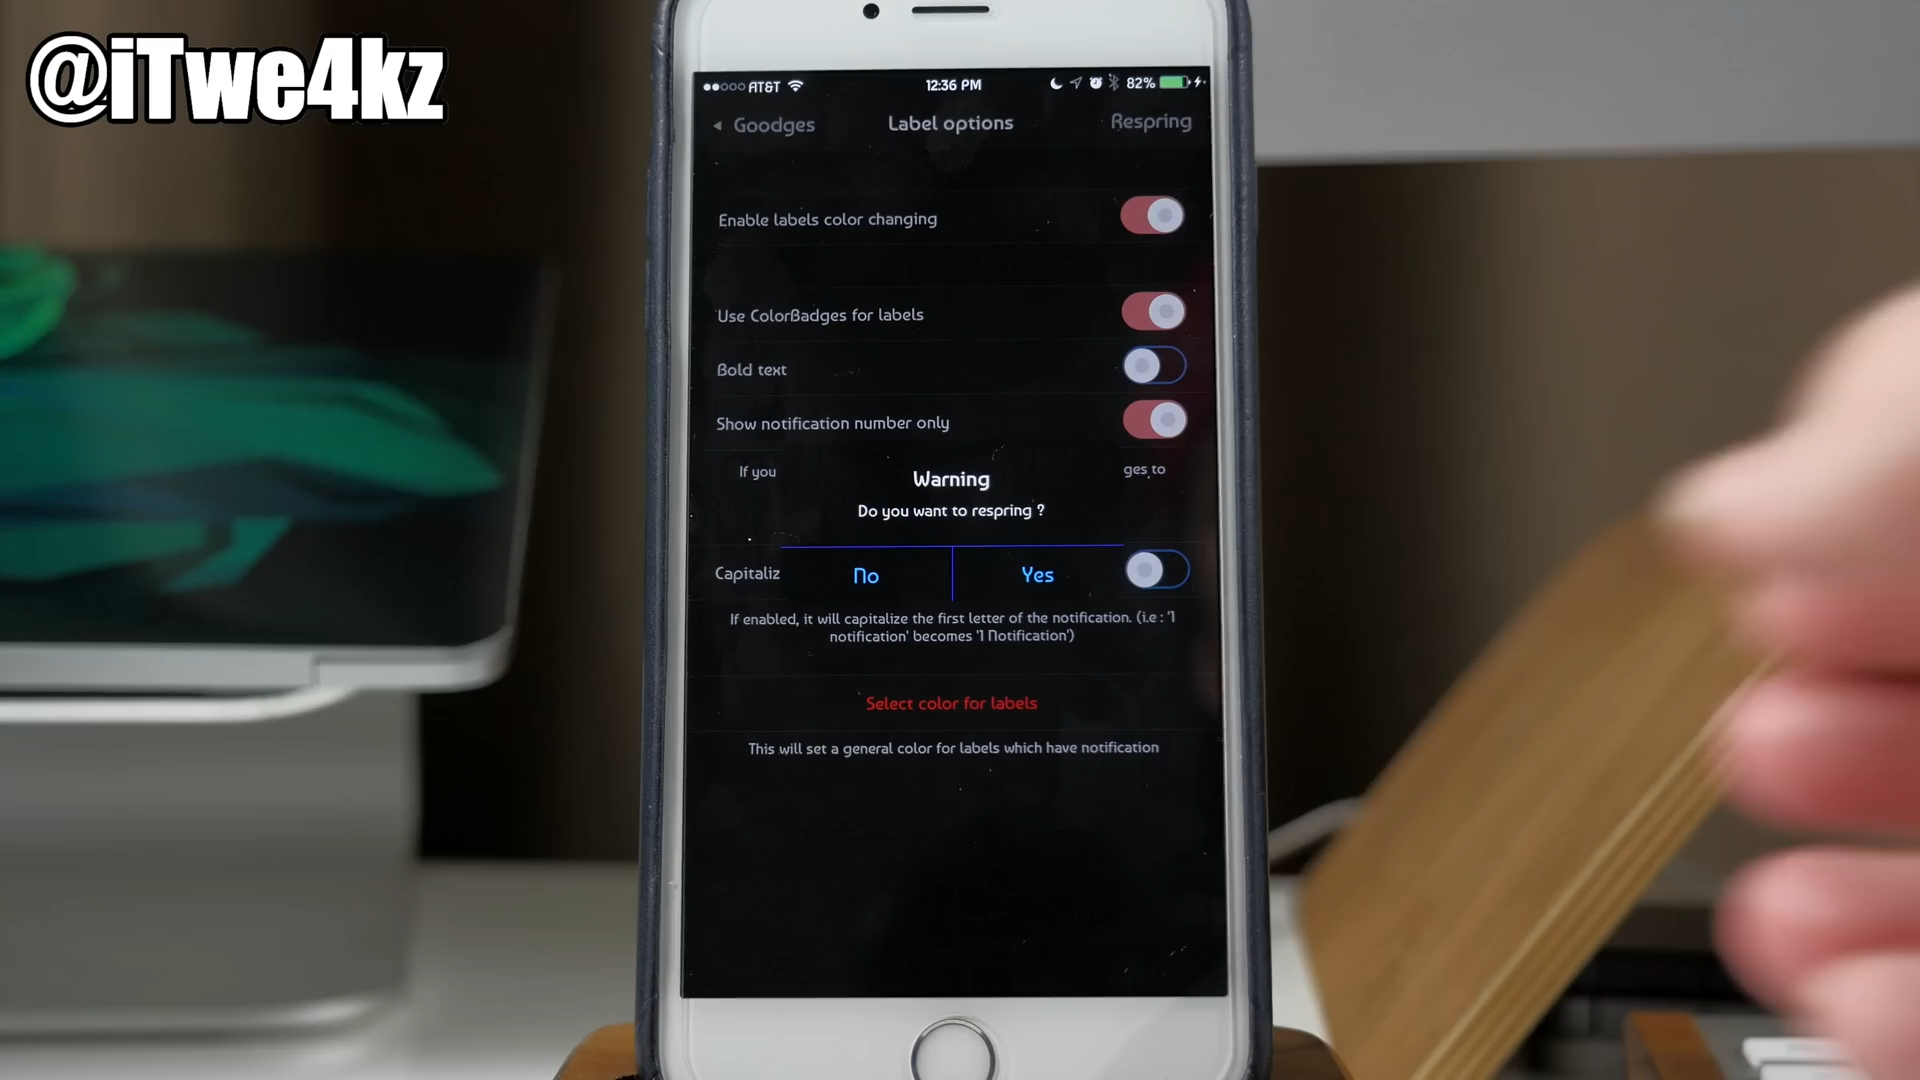 @iTwe4kz
AT&T 12:36 PM 82%
Goodges Label options Respring
Enable labels color changing
Use ColorBadges for labels
Bold text
Show notification number only
If you ges to
Warning
Do you want to respring ?
Capitaliz
No Yes
If enabled, it will capitalize the first letter of the notification. (i.e : '1
notification' becomes '1 Notification')
Select color for labels
This will set a general color for labels which have notification